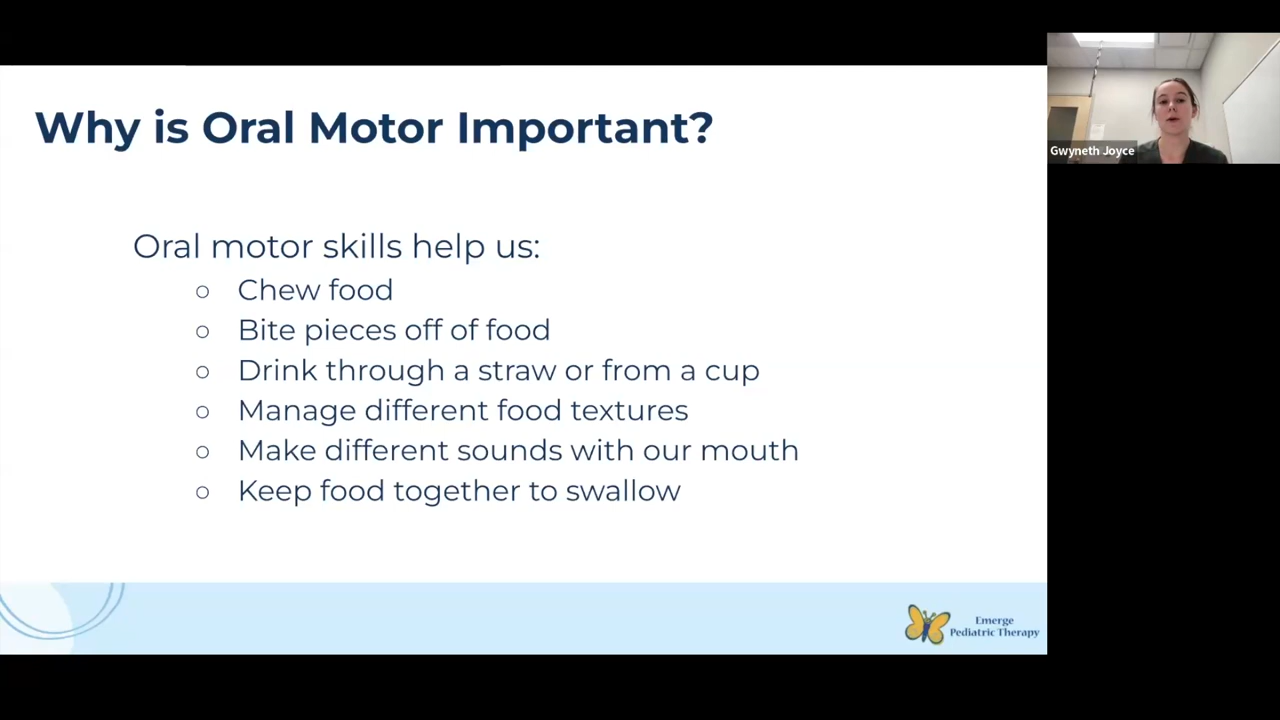 Why is Oral Motor Important?
Oral motor skills help us:
○ Chew food
○ Bite pieces off of food
○ Drink through a straw or from a cup
○ Manage different food textures
○ Make different sounds with our mouth
○ Keep food together to swallow
Emerge
Pediatric Therapy
Gwyneth Joyce